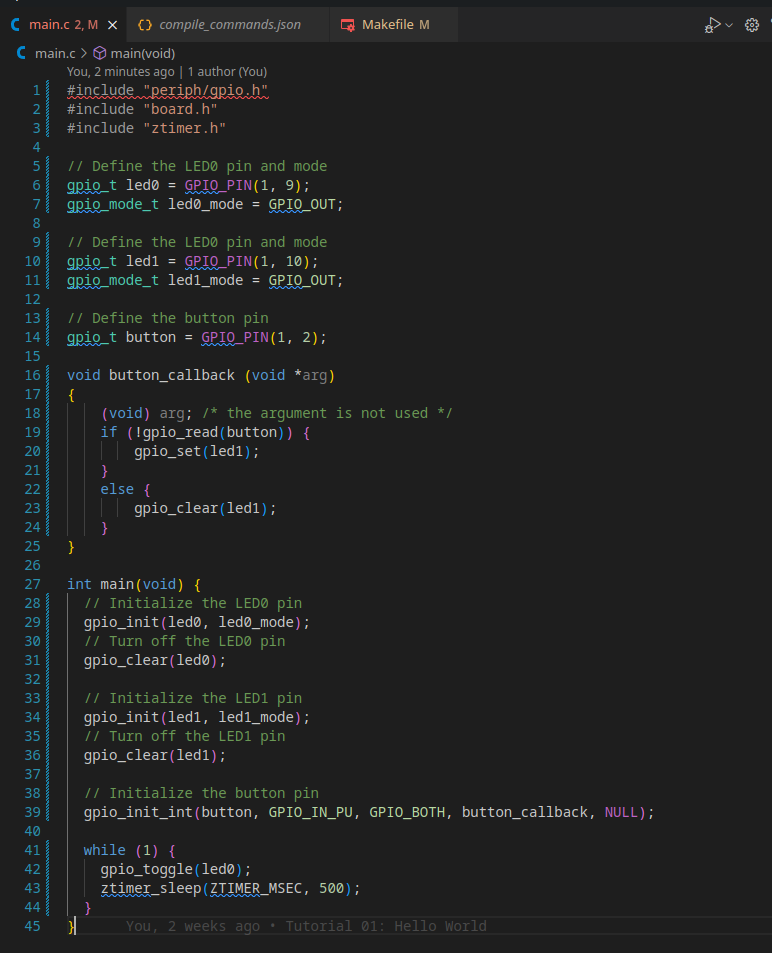 main.c 2, M × compile_commands.json Makefile M
main.c > main(void)
You, 2 minutes ago | 1 author (You)
1 #include "periph/gpio.h"
2 #include "board.h"
3 #include "ztimer.h"
4
5 // Define the LED0 pin and mode
6 gpio_t led0 = GPIO_PIN(1, 9);
7 gpio_mode_t led0_mode = GPIO_OUT;
8
9 // Define the LED0 pin and mode
10 gpio_t led1 = GPIO_PIN(1, 10);
11 gpio_mode_t led1_mode = GPIO_OUT;
12
13 // Define the button pin
14 gpio_t button = GPIO_PIN(1, 2);
15
16 void button_callback (void *arg)
17 {
18     (void) arg; /* the argument is not used */
19     if (!gpio_read(button)) {
20         gpio_set(led1);
21     }
22     else {
23         gpio_clear(led1);
24     }
25 }
26
27 int main(void) {
28   // Initialize the LED0 pin
29   gpio_init(led0, led0_mode);
30   // Turn off the LED0 pin
31   gpio_clear(led0);
32
33   // Initialize the LED1 pin
34   gpio_init(led1, led1_mode);
35   // Turn off the LED1 pin
36   gpio_clear(led1);
37
38   // Initialize the button pin
39   gpio_init_int(button, GPIO_IN_PU, GPIO_BOTH, button_callback, NULL);
40
41   while (1) {
42     gpio_toggle(led0);
43     ztimer_sleep(ZTIMER_MSEC, 500);
44   }
45 } You, 2 weeks ago • Tutorial 01: Hello World